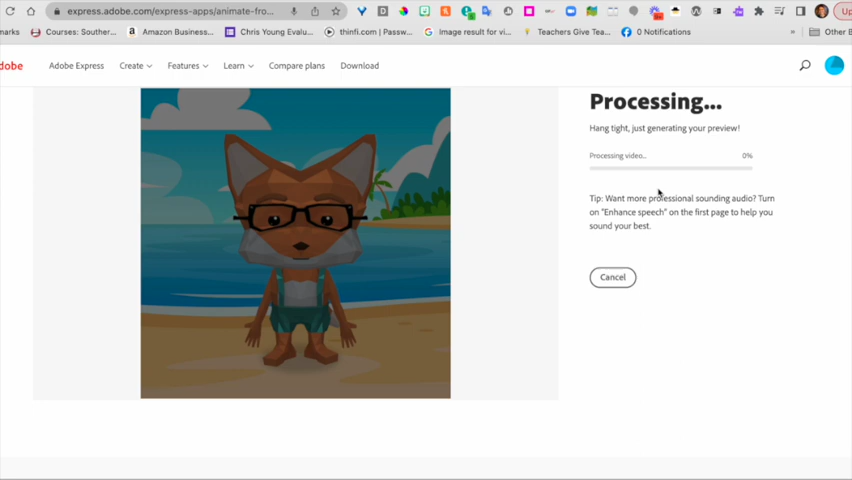 express.adobe.com/express-apps/animate-fro...
marks
Courses: Souther...
Amazon Business...
Chris Young Evalu...
thinfi.com | Passw...
Image result for vi...
Teachers Give Tea...
0 Notifications
»
Other B
dobe
Adobe Express
Create
Features
Learn
Compare plans
Download
Processing...
Hang tight, just generating your preview!
Processing video... 0%
Tip: Want more professional sounding audio? Turn
on "Enhance speech" on the first page to help you
sound your best.
Cancel